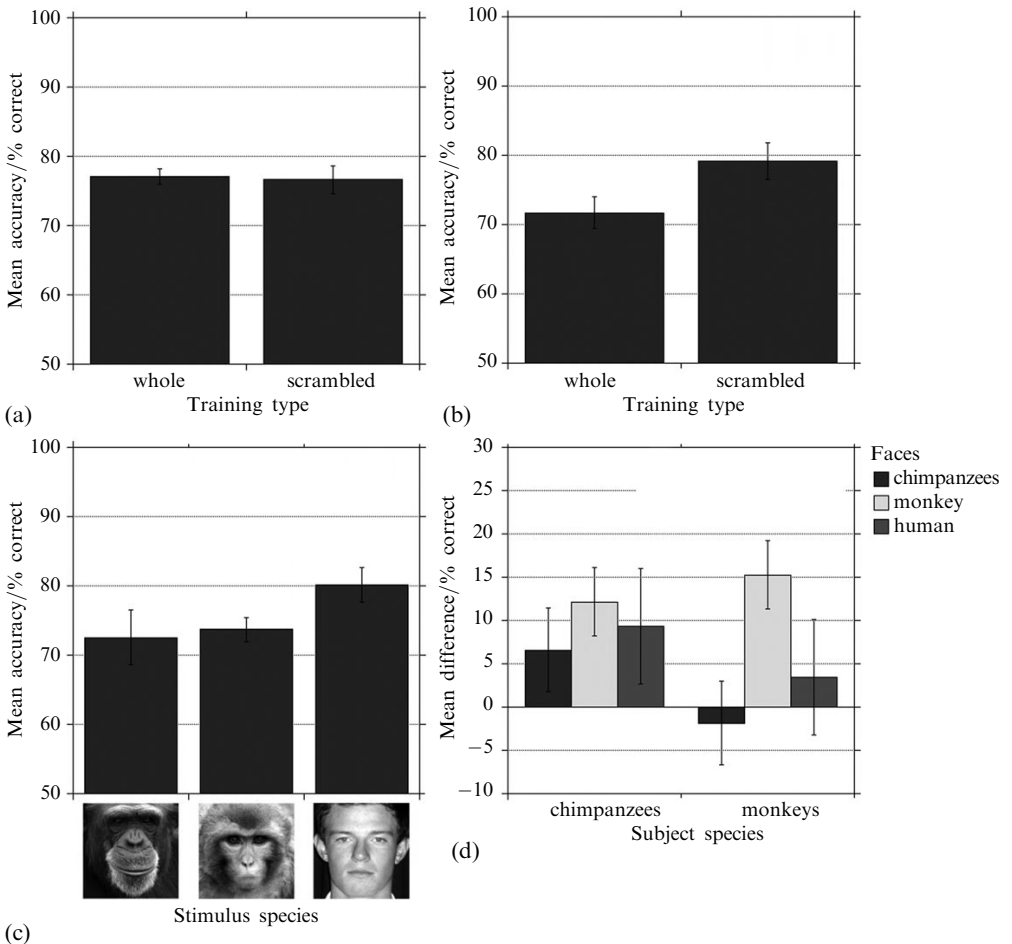 100
90
80
70
60
50
Mean accuracy/% correct
whole scrambled
Training type
(a)
100
90
80
70
60
50
Mean accuracy/% correct
whole scrambled
Training type
(b)
100
90
80
70
60
50
Mean accuracy/% correct
Stimulus species
(c)
30
25
20
15
10
5
0
−5
−10
Mean difference/% correct
chimpanzees monkeys
Subject species
(d)
Faces
chimpanzees
monkey
human